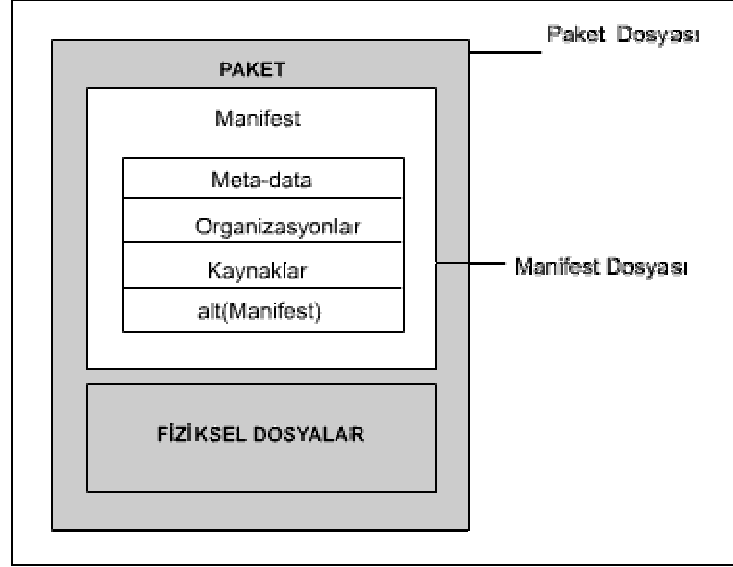 Paket Dosyası
PAKET
Manifest
Meta-data
Organizasyonlar
Kaynaklar
alt(Manifest)
Manifest Dosyası
FİZİKSEL DOSYALAR